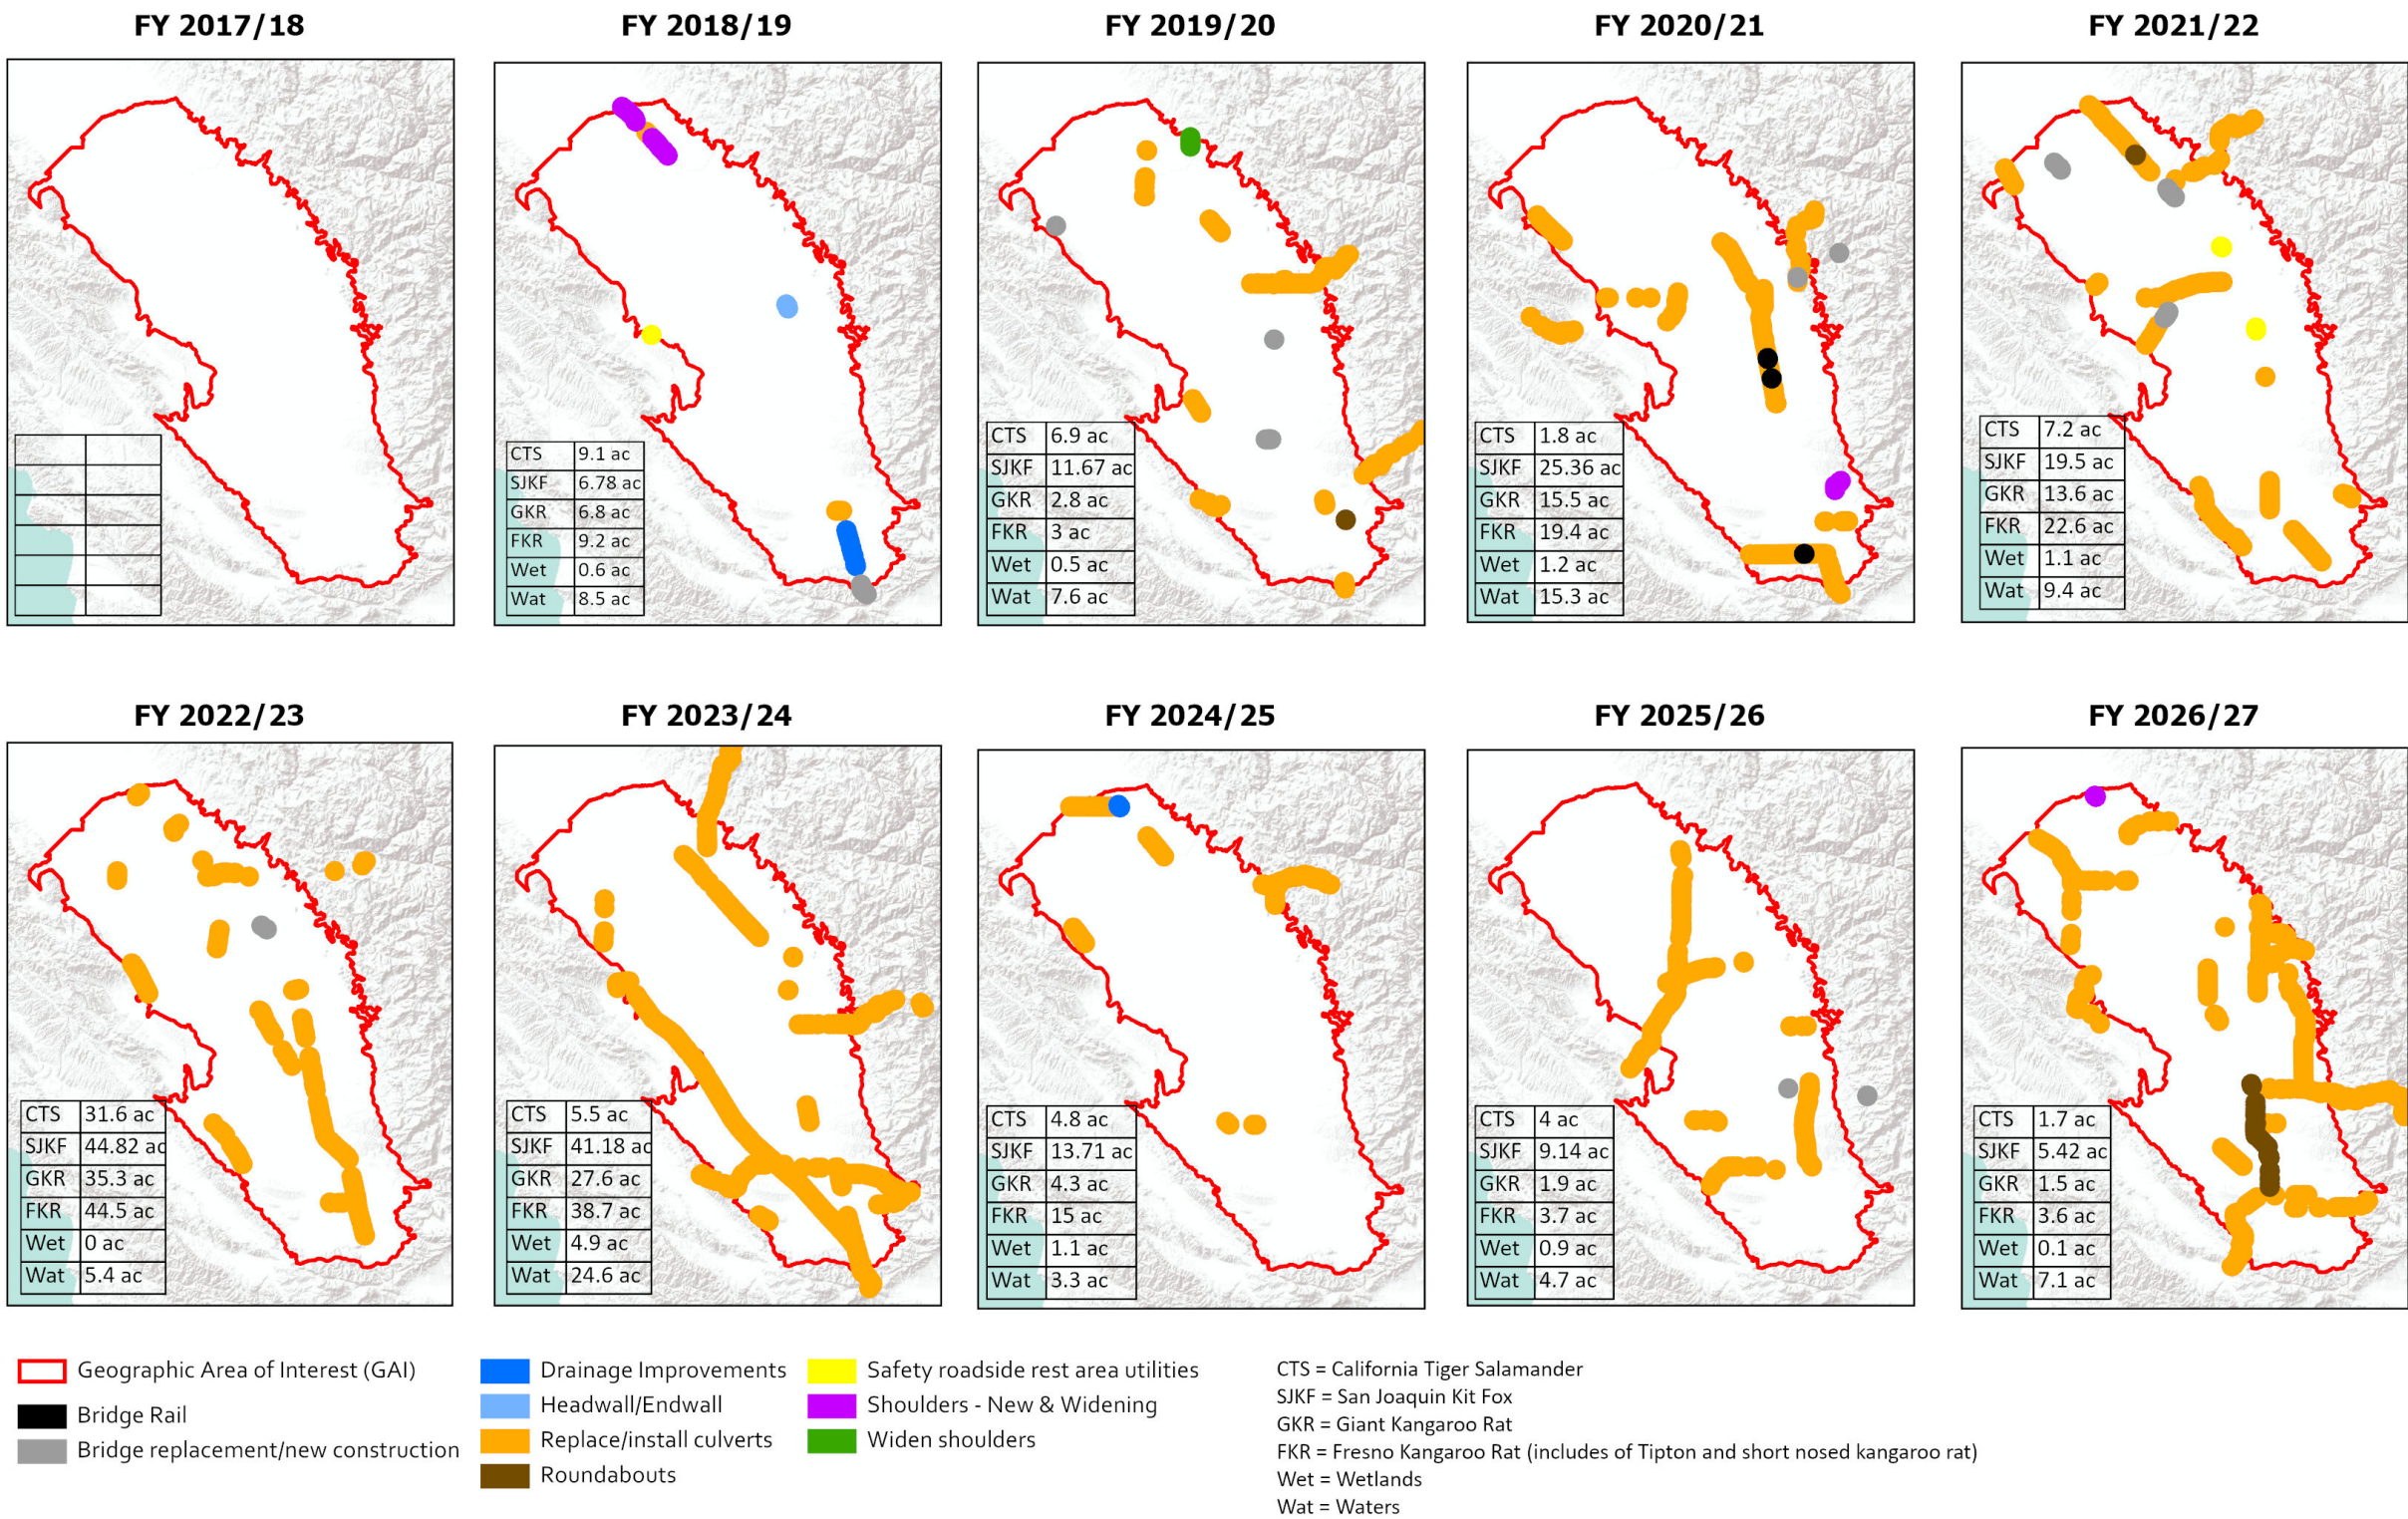 FY 2017/18
FY 2018/19
FY 2019/20
FY 2020/21
FY 2021/22
CTS 9.1 ac
SJKF 6.78 ac
GKR 6.8 ac
FKR 9.2 ac
Wet 0.6 ac
Wat 8.5 ac
CTS 6.9 ac
SJKF 11.67 ac
GKR 2.8 ac
FKR 3 ac
Wet 0.5 ac
Wat 7.6 ac
CTS 1.8 ac
SJKF 25.36 ac
GKR 15.5 ac
FKR 19.4 ac
Wet 1.2 ac
Wat 15.3 ac
CTS 7.2 ac
SJKF 19.5 ac
GKR 13.6 ac
FKR 22.6 ac
Wet 1.1 ac
Wat 9.4 ac
FY 2022/23
FY 2023/24
FY 2024/25
FY 2025/26
FY 2026/27
CTS 31.6 ac
SJKF 44.82 ac
GKR 35.3 ac
FKR 44.5 ac
Wet 0 ac
Wat 5.4 ac
CTS 5.5 ac
SJKF 41.18 ac
GKR 27.6 ac
FKR 38.7 ac
Wet 4.9 ac
Wat 24.6 ac
CTS 4.8 ac
SJKF 13.71 ac
GKR 4.3 ac
FKR 15 ac
Wet 1.1 ac
Wat 3.3 ac
CTS 4 ac
SJKF 9.14 ac
GKR 1.9 ac
FKR 3.7 ac
Wet 0.9 ac
Wat 4.7 ac
CTS 1.7 ac
SJKF 5.42 ac
GKR 1.5 ac
FKR 3.6 ac
Wet 0.1 ac
Wat 7.1 ac
Geographic Area of Interest (GAI)
Bridge Rail
Bridge replacement/new construction
Drainage Improvements
Headwall/Endwall
Replace/install culverts
Roundabouts
Safety roadside rest area utilities
Shoulders - New & Widening
Widen shoulders
CTS = California Tiger Salamander
SJKF = San Joaquin Kit Fox
GKR = Giant Kangaroo Rat
FKR = Fresno Kangaroo Rat (includes of Tipton and short nosed kangaroo rat)
Wet = Wetlands
Wat = Waters